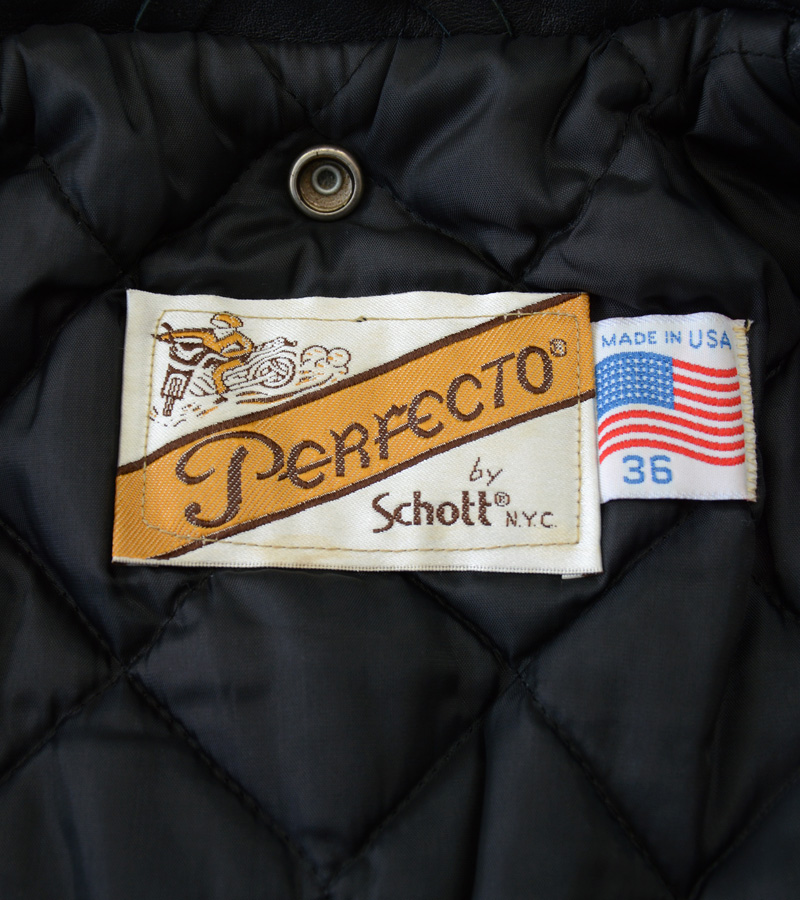 PERFECTO®
by
Schott® N.Y.C.
MADE IN USA
36